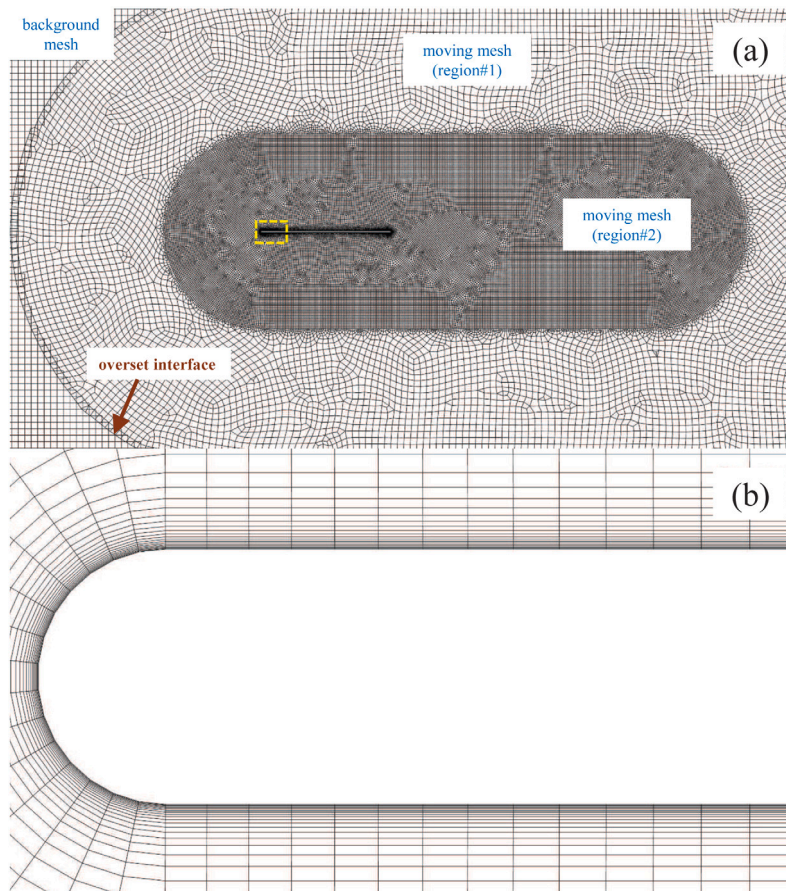 background
mesh
moving mesh
(region#1)
(a)
moving mesh
(region#2)
overset interface
(b)